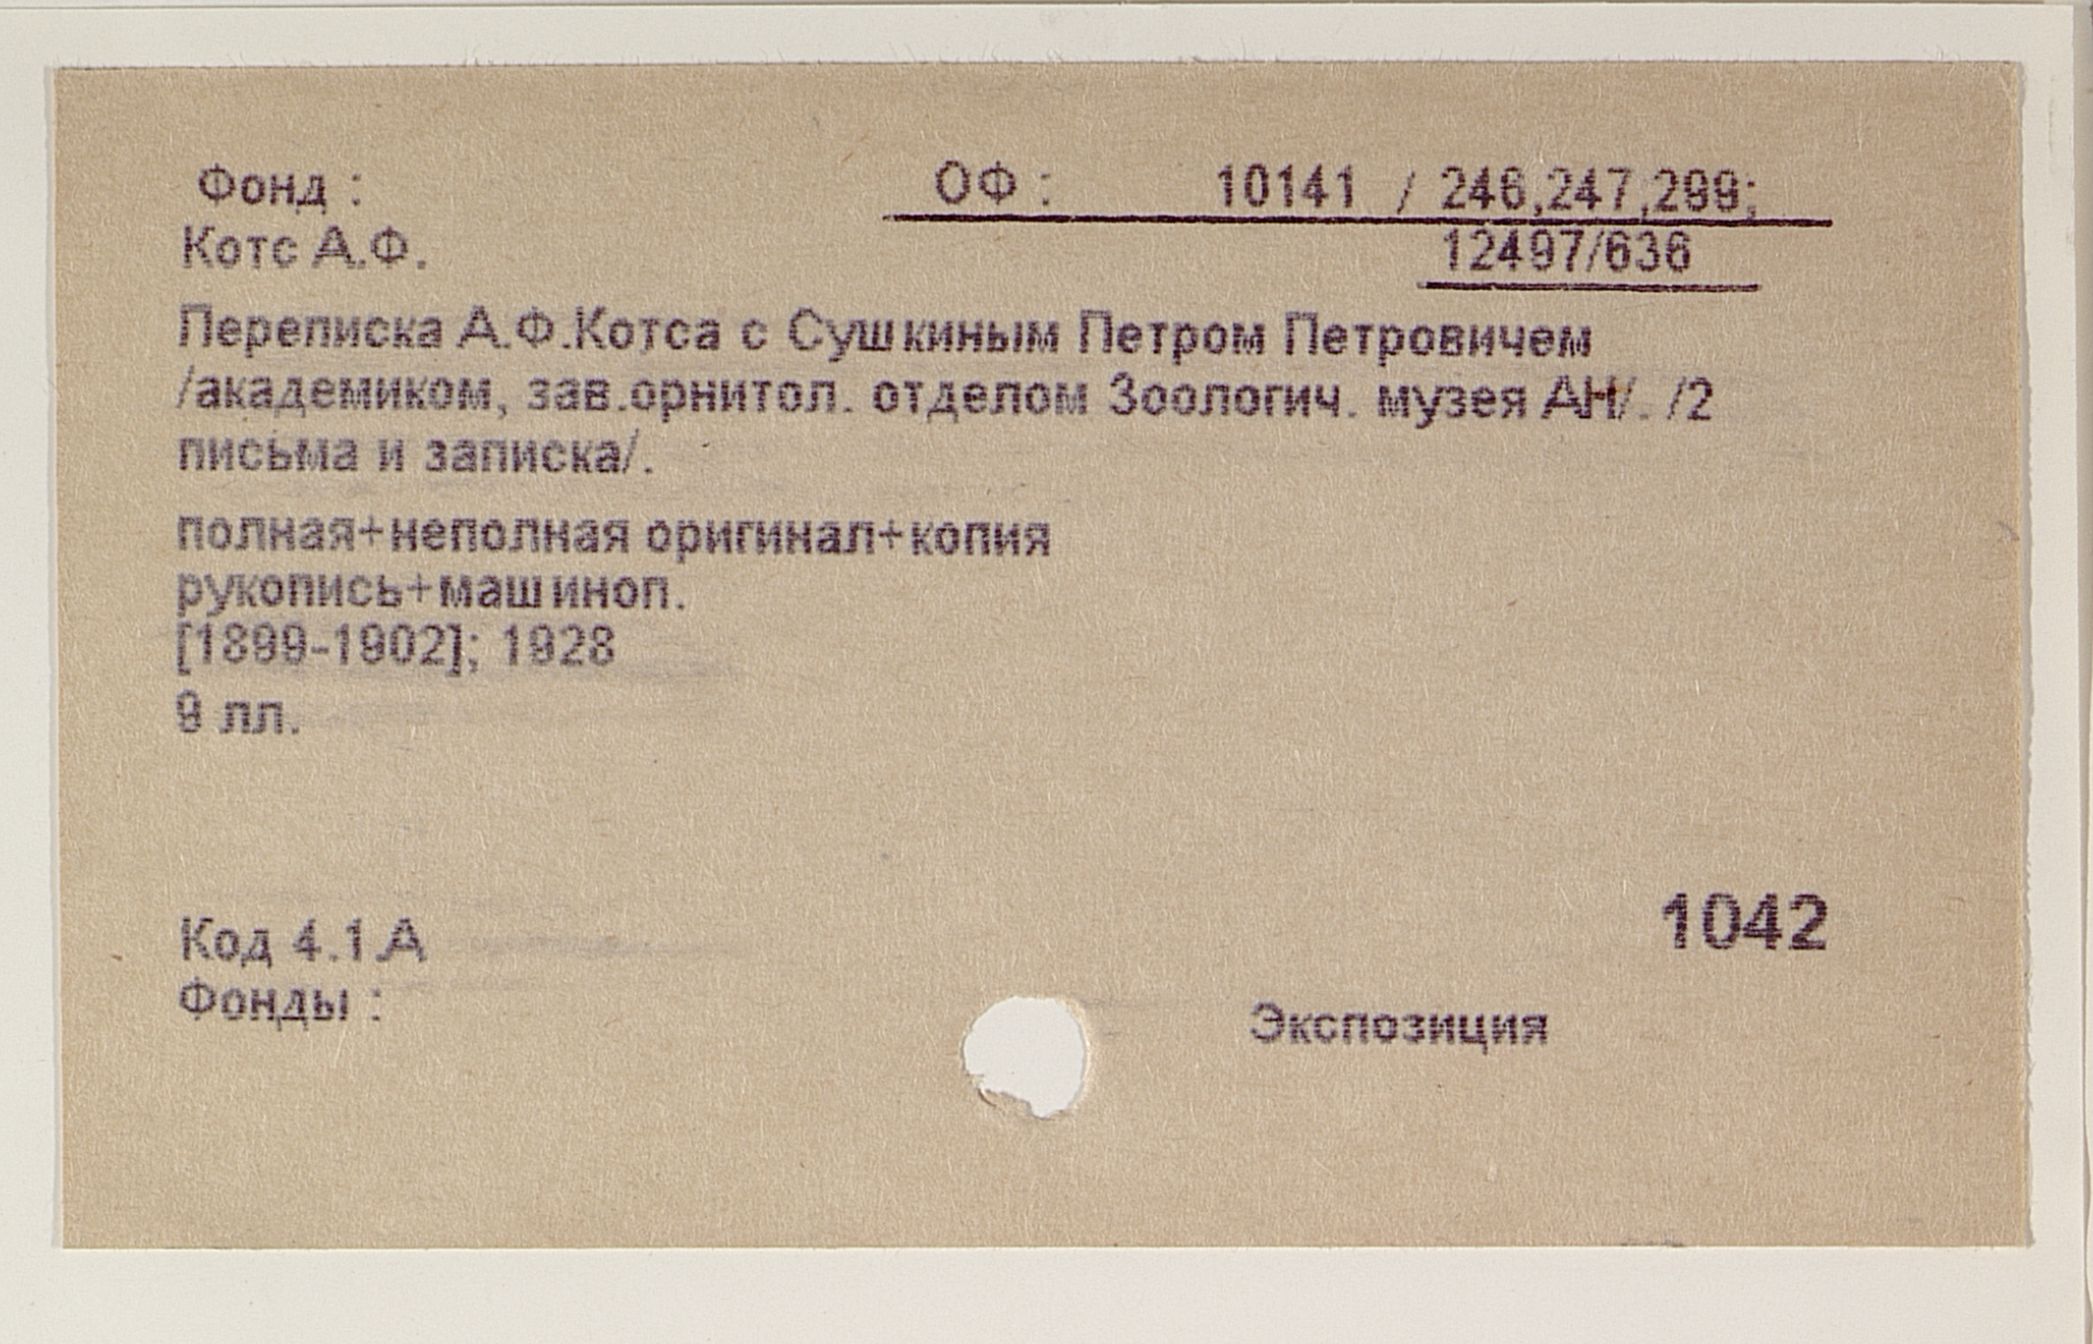 Фонд : ОФ : 10141 / 246,247,299;
Котс А.Ф. 12497/636
Переписка А.Ф.Котса с Сушкиным Петром Петровичем
/академиком, зав.орнитол. отделом Зоологич. музея АН/. /2
письма и записка/.
полная+неполная оригинал+копия
рукопись+машиноп.
[1899-1902]; 1928
9 лл.
1042
Код 4.1.А
Фонды :
Экспозиция